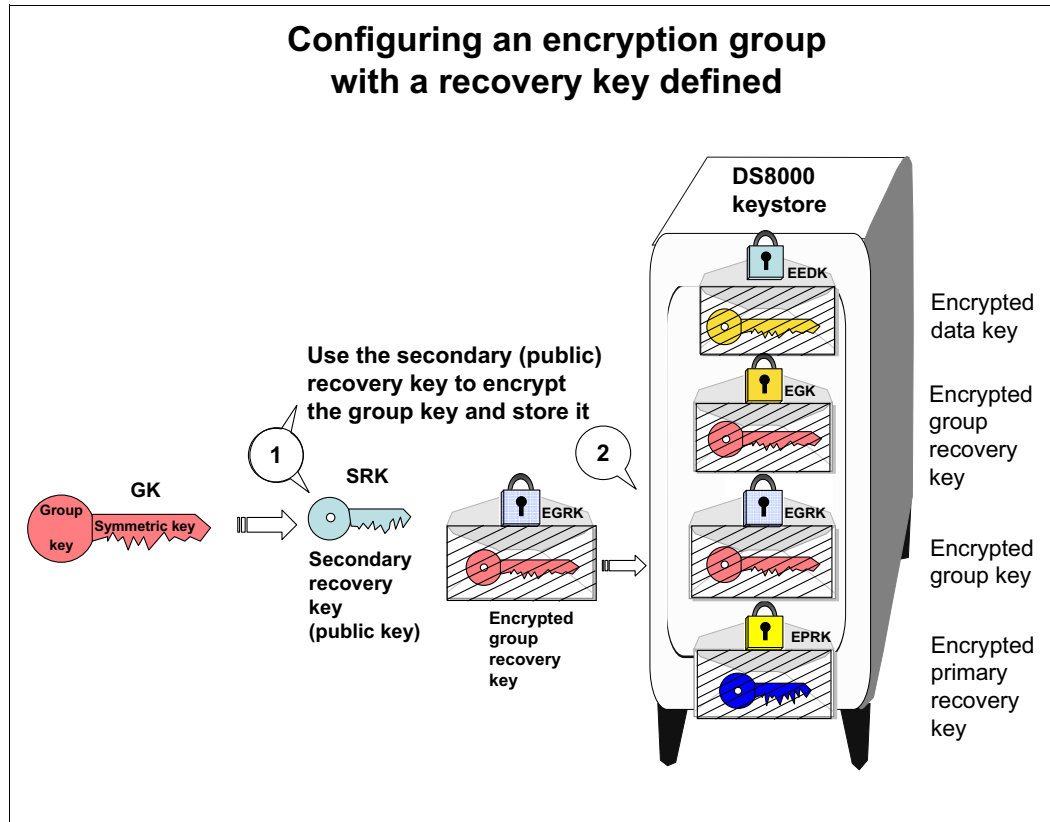 Configuring an encryption group
with a recovery key defined
DS8000
keystore
EEDK
Encrypted
data key
Use the secondary (public)
recovery key to encrypt
the group key and store it
EGK
Encrypted
group
recovery
key
1
2
GK
SRK
Group
key
Symmetric key
EGRK
EGRK
Secondary
recovery
key
(public key)
Encrypted
group
recovery
key
Encrypted
group key
EPRK
Encrypted
primary
recovery
key